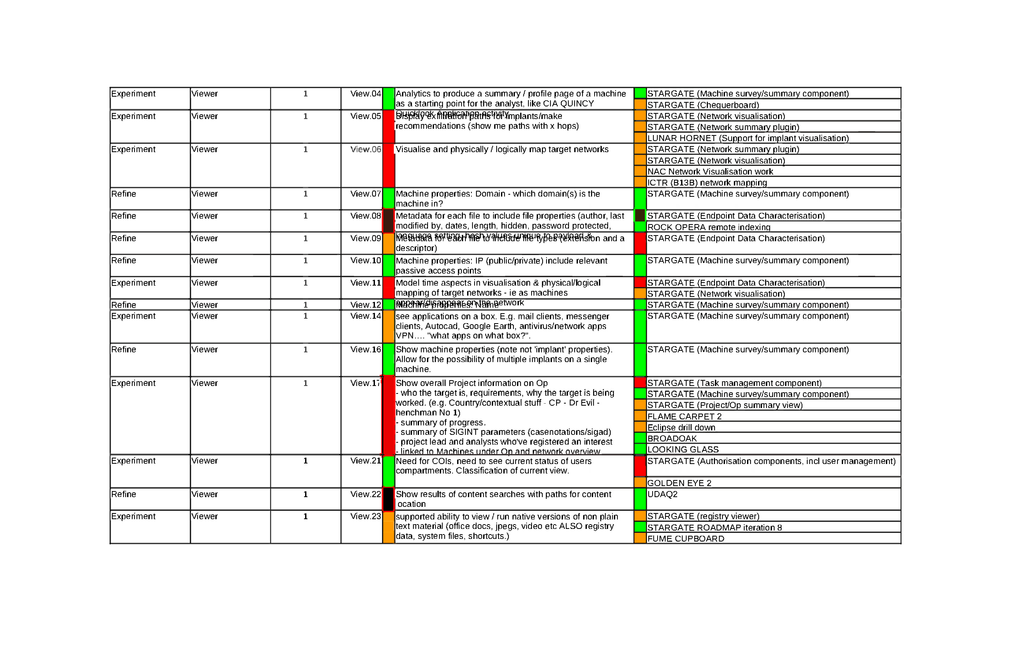 Experiment Viewer 1 View.04 Analytics to produce a summary / profile page of a machine STARGATE (Machine survey/summary component)
as a starting point for the analyst, like CIA QUINCY STARGATE (Chequerboard)
Experiment Viewer 1 View.05 Display exfiltration paths for implants/make STARGATE (Network visualisation)
recommendations (show me paths with x hops) STARGATE (Network summary plugin)
LUNAR HORNET (Support for implant visualisation)
Experiment Viewer 1 View.06 Visualise and physically / logically map target networks STARGATE (Network summary plugin)
STARGATE (Network visualisation)
NAC Network Visualisation work
ICTR (B13B) network mapping
Refine Viewer 1 View.07 Machine properties: Domain - which domain(s) is the STARGATE (Machine survey/summary component)
machine in?
Refine Viewer 1 View.08 Metadata for each file to include file properties (author, last STARGATE (Endpoint Data Characterisation)
modified by, dates, length, hidden, password protected, ROCK OPERA remote indexing
language setting, hash values unique to payload &
Refine Viewer 1 View.09 Metadata for each file to include file types (extension and a STARGATE (Endpoint Data Characterisation)
descriptor)
Refine Viewer 1 View.10 Machine properties: IP (public/private) include relevant STARGATE (Machine survey/summary component)
passive access points
Experiment Viewer 1 View.11 Model time aspects in visualisation & physical/logical STARGATE (Endpoint Data Characterisation)
mapping of target networks - ie as machines STARGATE (Network visualisation)
appear/disappear on the network
Refine Viewer 1 View.12 Machine properties: Name STARGATE (Machine survey/summary component)
Experiment Viewer 1 View.14 see applications on a box. E.g. mail clients, messenger STARGATE (Machine survey/summary component)
clients, Autocad, Google Earth, antivirus/network apps
VPN.... "what apps on what box?".
Refine Viewer 1 View.16 Show machine properties (note not 'implant' properties). STARGATE (Machine survey/summary component)
Allow for the possibility of multiple implants on a single
machine.
Experiment Viewer 1 View.17 Show overall Project information on Op STARGATE (Task management component)
- who the target is, requirements, why the target is being STARGATE (Machine survey/summary component)
worked. (e.g. Country/contextual stuff - CP - Dr Evil - STARGATE (Project/Op summary view)
henchman No 1) FLAME CARPET 2
- summary of progress. Eclipse drill down
- summary of SIGINT parameters (casenotations/sigad) BROADOAK
- project lead and analysts who've registered an interest LOOKING GLASS
- linked to Machines under Op and network overview
Experiment Viewer 1 View.21 Need for COIs, need to see current status of users STARGATE (Authorisation components, incl user management)
compartments. Classification of current view.
GOLDEN EYE 2
Refine Viewer 1 View.22 Show results of content searches with paths for content UDAQ2
ocation
Experiment Viewer 1 View.23 supported ability to view / run native versions of non plain STARGATE (registry viewer)
text material (office docs, jpegs, video etc ALSO registry STARGATE ROADMAP iteration 8
data, system files, shortcuts.) FUME CUPBOARD